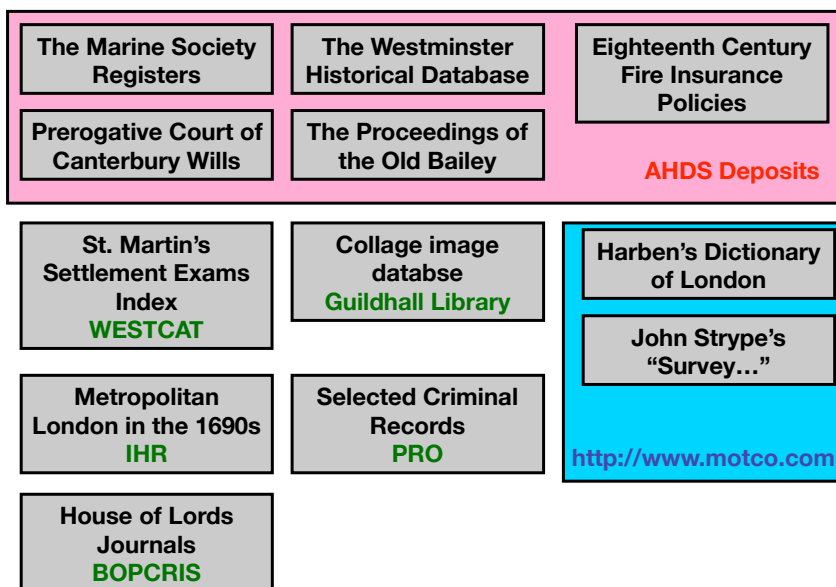 The Marine Society
Registers
The Westminster
Historical Database
Eighteenth Century
Fire Insurance
Policies
Prerogative Court of
Canterbury Wills
The Proceedings of
the Old Bailey
AHDS Deposits
St. Martin's
Settlement Exams
Index
WESTCAT
Collage image
databse
Guildhall Library
Harben's Dictionary
of London
John Strype's
“Survey…”
Metropolitan
London in the 1690s
IHR
Selected Criminal
Records
PRO
http://www.motco.com
House of Lords
Journals
BOPCRIS